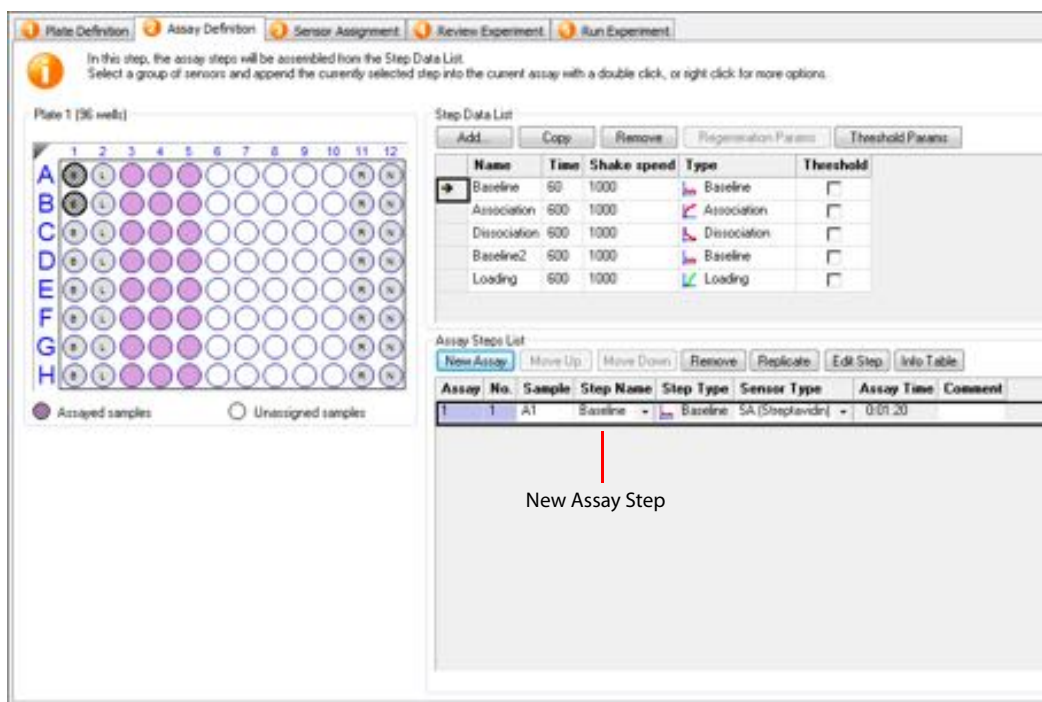 1 Plate Definition 2 Assay Definition 3 Sensor Assignment 4 Review Experiment 5 Run Experiment
In this step, the assay steps will be assembled from the Step Data List.
Select a group of sensors and append the currently selected step into the current assay with a double click, or right click for more options.
Plate 1 (96 wells)
1 2 3 4 5 6 7 8 9 10 11 12
A
B
C
D
E
F
G
H
Assayed samples Unassigned samples
Step Data List
Add... Copy Remove Regeneration Params Threshold Params
Name Time Shake speed Type Threshold
Baseline 60 1000 Baseline
Association 600 1000 Association
Dissociation 600 1000 Dissociation
Baseline2 600 1000 Baseline
Loading 600 1000 Loading
Assay Steps List
New Assay Move Up Move Down Remove Replicate Edit Step Info Table
Assay No. Sample Step Name Step Type Sensor Type Assay Time Comment
1 1 A1 Baseline Baseline SA (Streptavidin) 0:01:20
New Assay Step